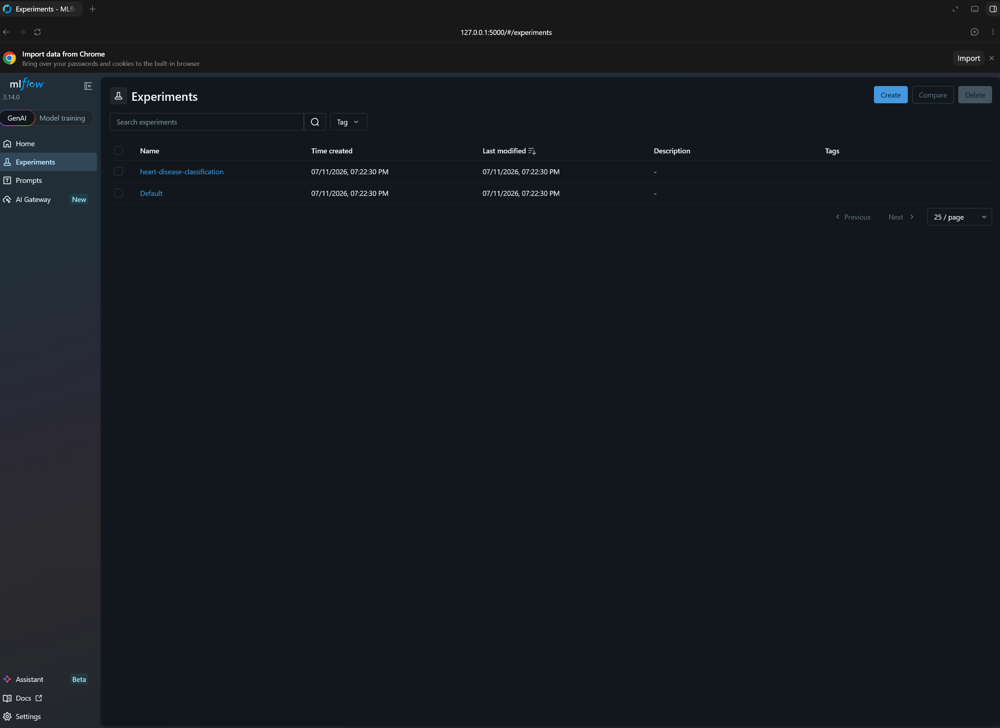 Experiments - MLfl
127.0.0.1:5000/#/experiments
Import data from Chrome
Bring over your passwords and cookies to the built-in browser
Import
mlflow
3.14.0
GenAI
Model training
Home
Experiments
Prompts
AI Gateway New
Assistant Beta
Docs
Settings
Experiments
Create Compare Delete
Search experiments
Tag
Name Time created Last modified Description Tags
heart-disease-classification 07/11/2026, 07:22:30 PM 07/11/2026, 07:22:30 PM -
Default 07/11/2026, 07:22:30 PM 07/11/2026, 07:22:30 PM -
Previous Next 25 / page